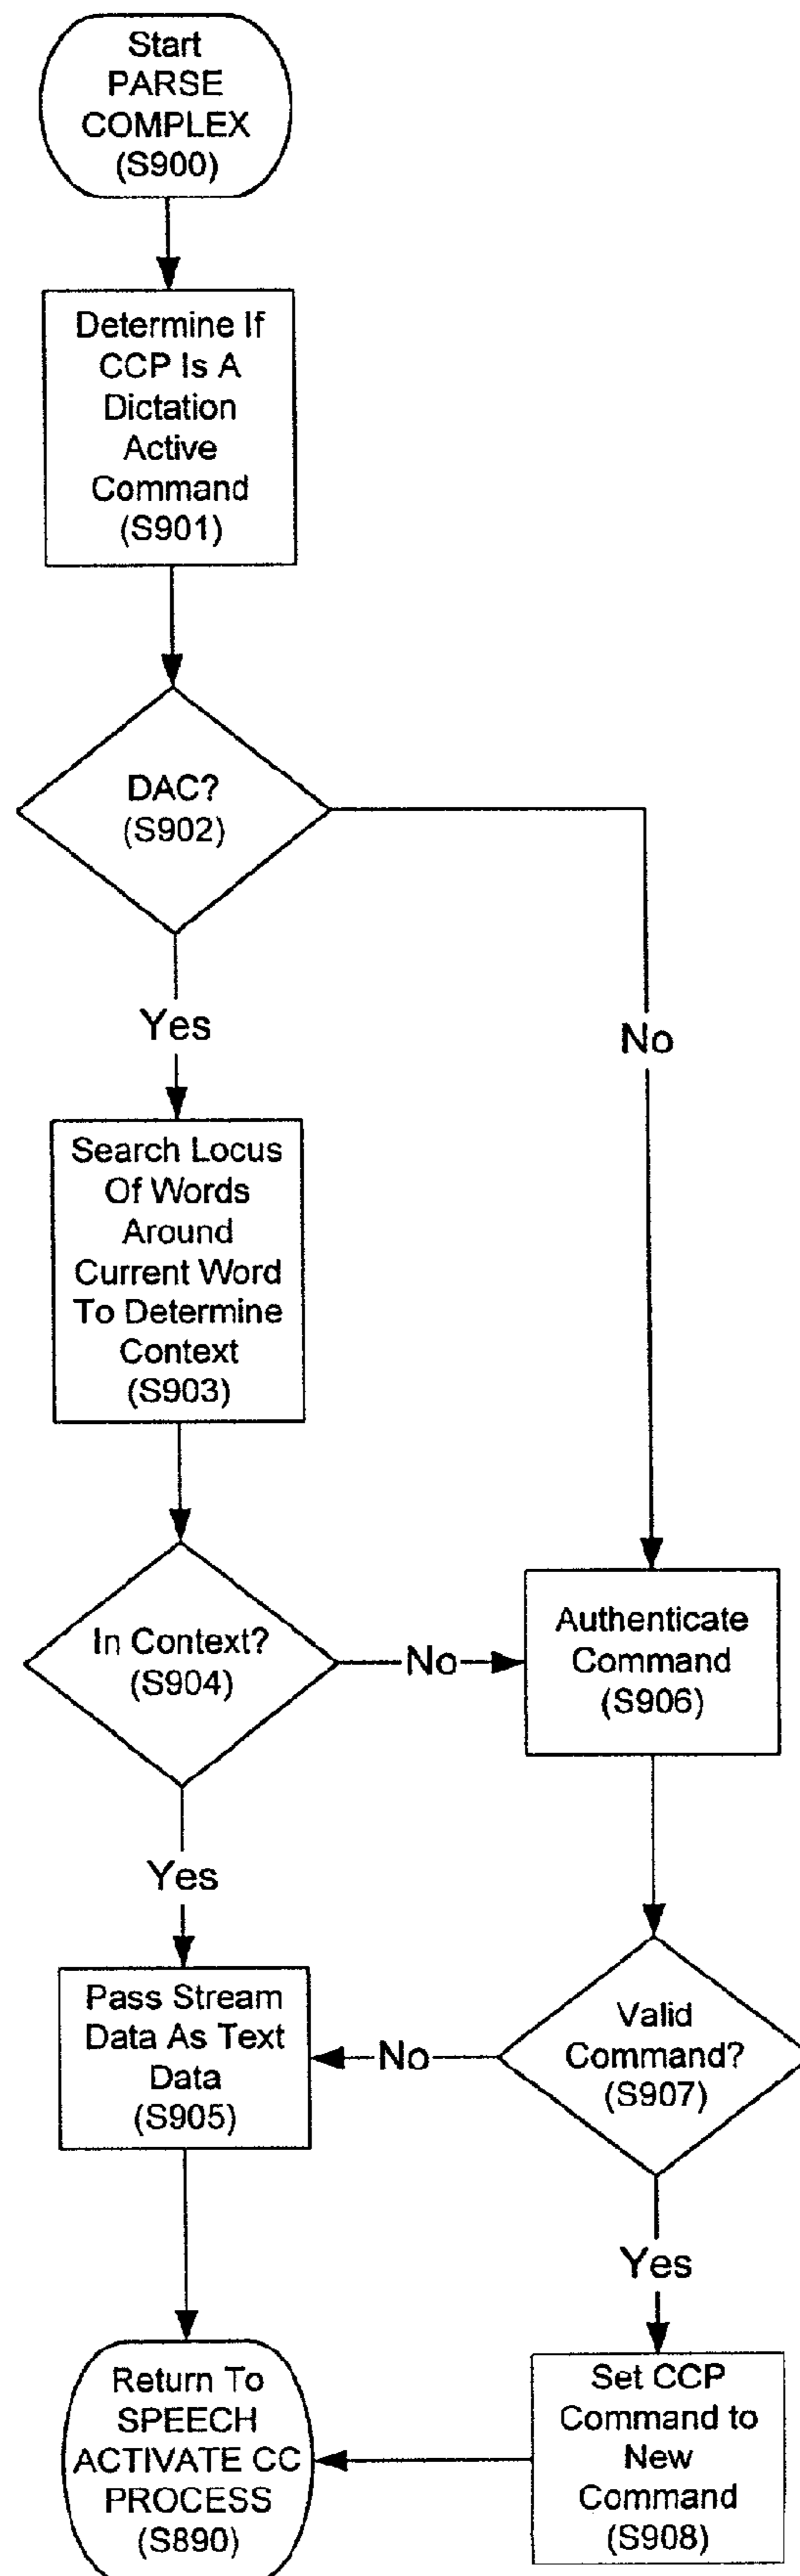 Start
PARSE
COMPLEX
(S900)
Determine If
CCP Is A
Dictation
Active
Command
(S901)
DAC?
(S902)
Yes
No
Search Locus
Of Words
Around
Current Word
To Determine
Context
(S903)
In Context?
(S904)
No
Authenticate
Command
(S906)
Yes
Pass Stream
Data As Text
Data
(S905)
No
Valid
Command?
(S907)
Yes
Return To
SPEECH
ACTIVATE CC
PROCESS
(S890)
Set CCP
Command to
New
Command
(S908)